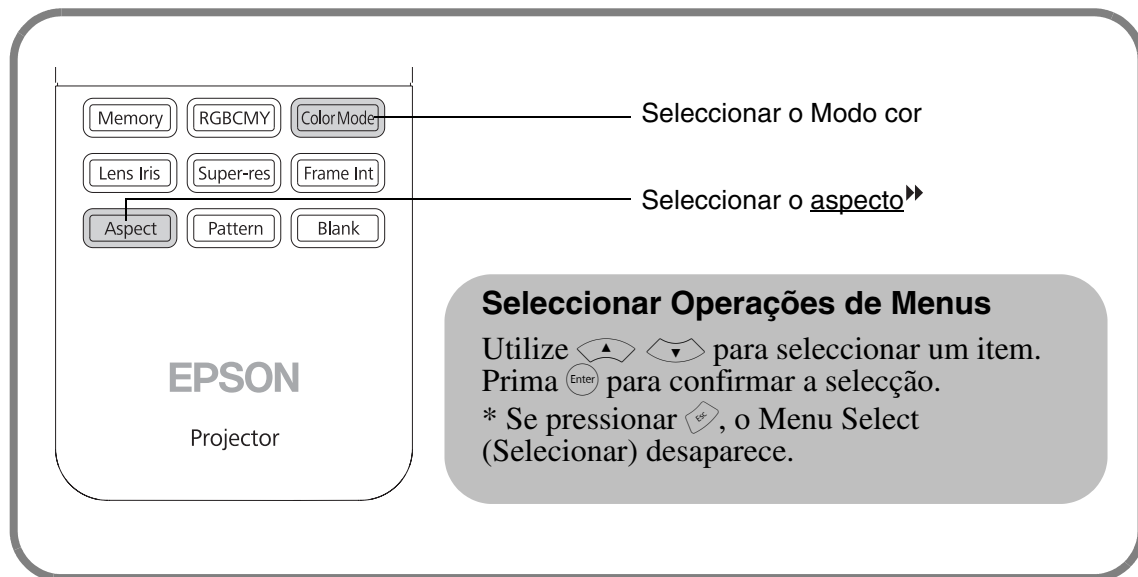 Memory RGBCMY Color Mode
Seleccionar o Modo cor
Lens Iris Super-res Frame Int
Seleccionar o aspecto
Aspect Pattern Blank
EPSON
Projector
Seleccionar Operações de Menus
Utilize para seleccionar um item.
Prima Enter para confirmar a selecção.
* Se pressionar Esc, o Menu Select
(Selecionar) desaparece.